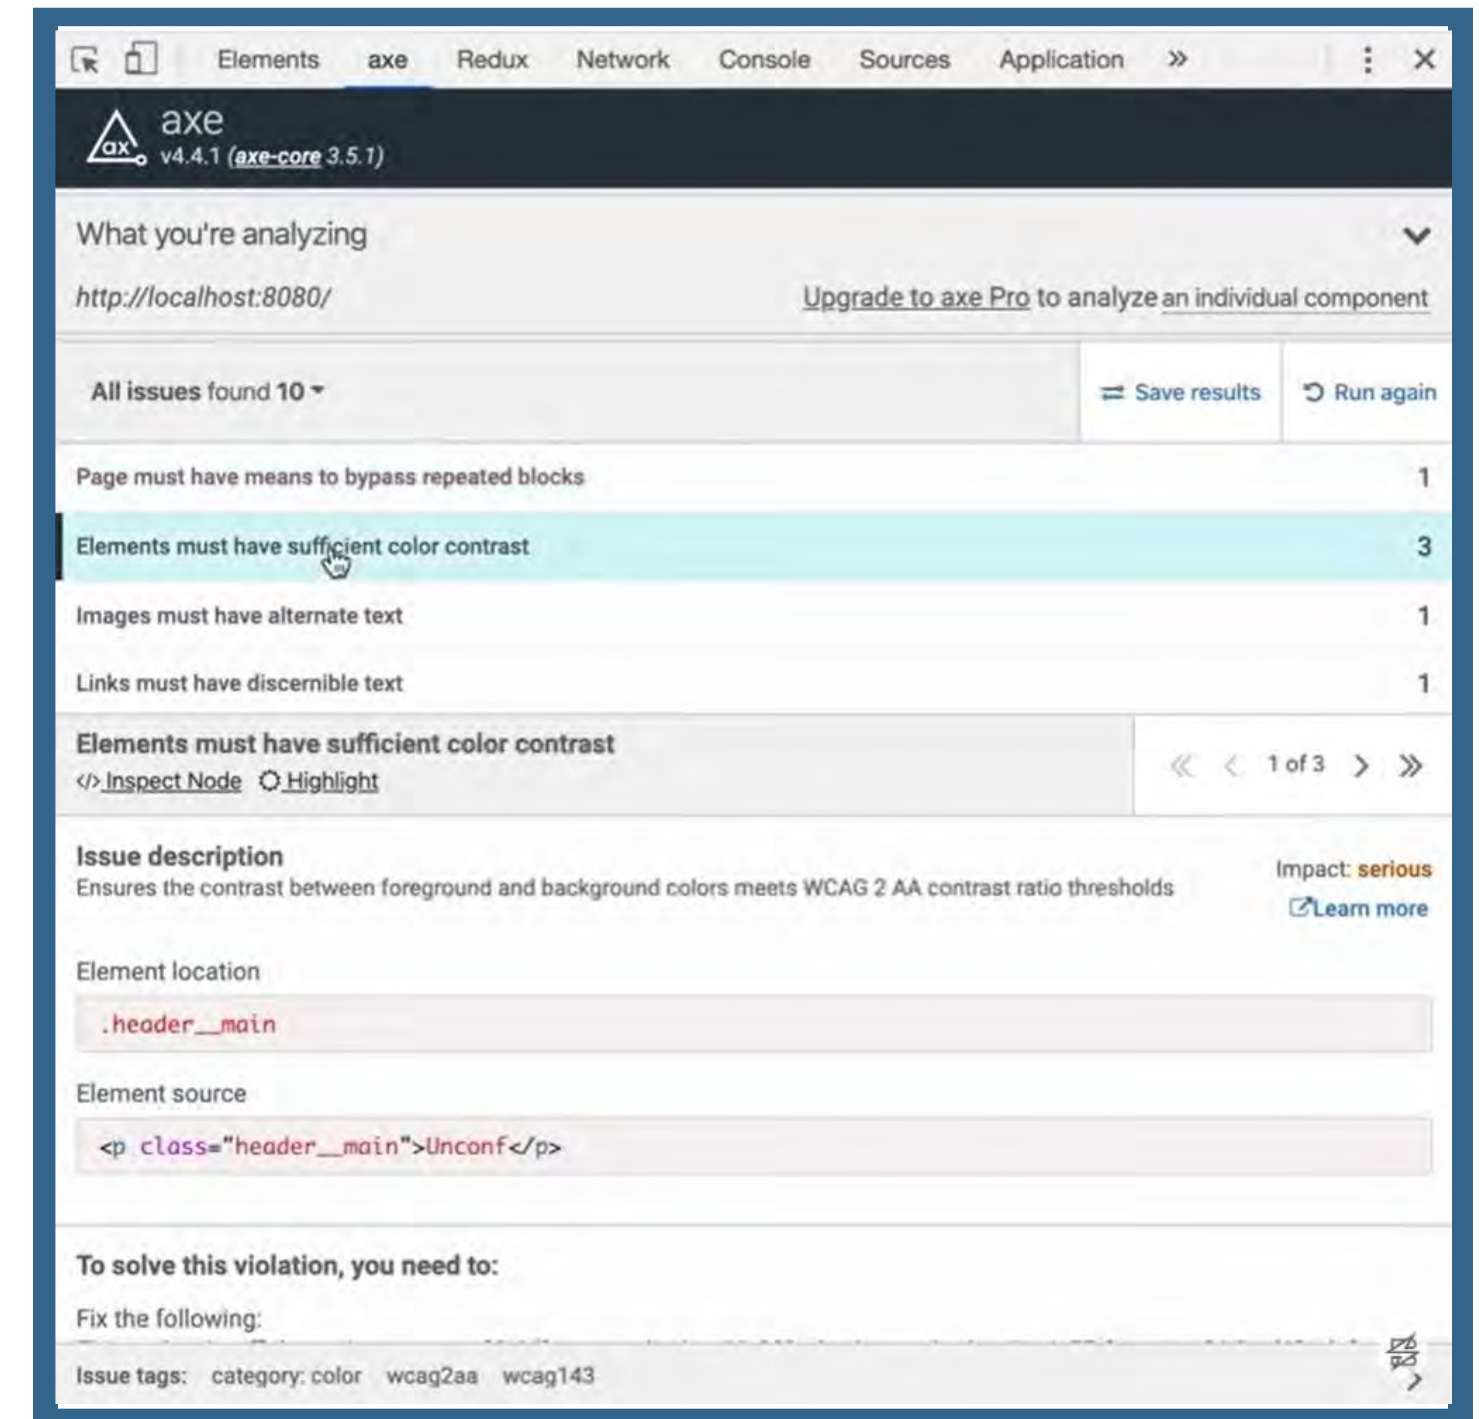 Elements axe Redux Network Console Sources Application
axe
v4.4.1 (axe-core 3.5.1)
What you're analyzing
http://localhost:8080/ Upgrade to axe Pro to analyze an individual component
All issues found 10 Save results Run again
Page must have means to bypass repeated blocks 1
Elements must have sufficient color contrast 3
Images must have alternate text 1
Links must have discernible text 1
Elements must have sufficient color contrast
</> Inspect Node Highlight 1 of 3
Issue description
Ensures the contrast between foreground and background colors meets WCAG 2 AA contrast ratio thresholds
Impact: serious
Learn more
Element location
.header__main
Element source
<p class="header__main">Unconf</p>
To solve this violation, you need to:
Fix the following:
Issue tags: category: color wcag2aa wcag143